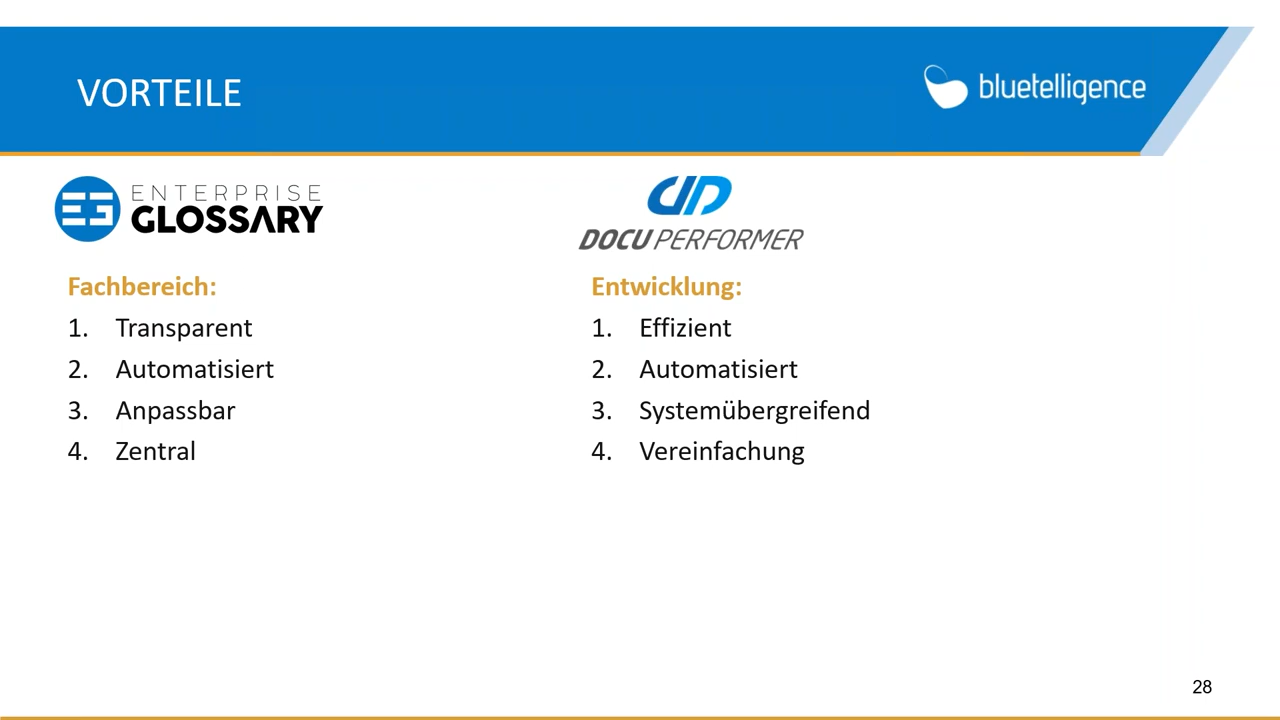 VORTEILE
bluetelligence
ENTERPRISE
GLOSSARY
Fachbereich:
1. Transparent
2. Automatisiert
3. Anpassbar
4. Zentral
DOCU PERFORMER
Entwicklung:
1. Effizient
2. Automatisiert
3. Systemübergreifend
4. Vereinfachung
28